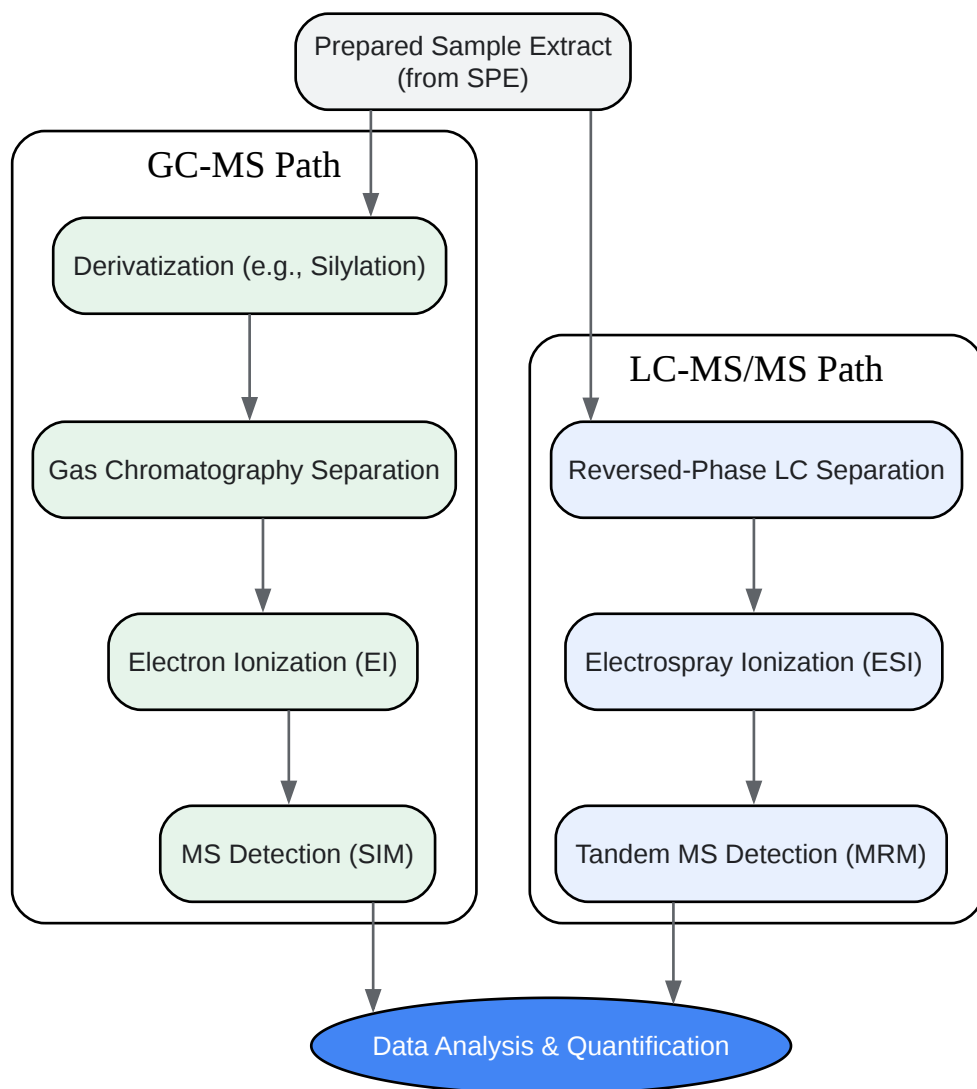 Prepared Sample Extract
(from SPE)
GC-MS Path
Derivatization (e.g., Silylation)
Gas Chromatography Separation
Electron Ionization (EI)
MS Detection (SIM)
LC-MS/MS Path
Reversed-Phase LC Separation
Electrospray Ionization (ESI)
Tandem MS Detection (MRM)
Data Analysis & Quantification